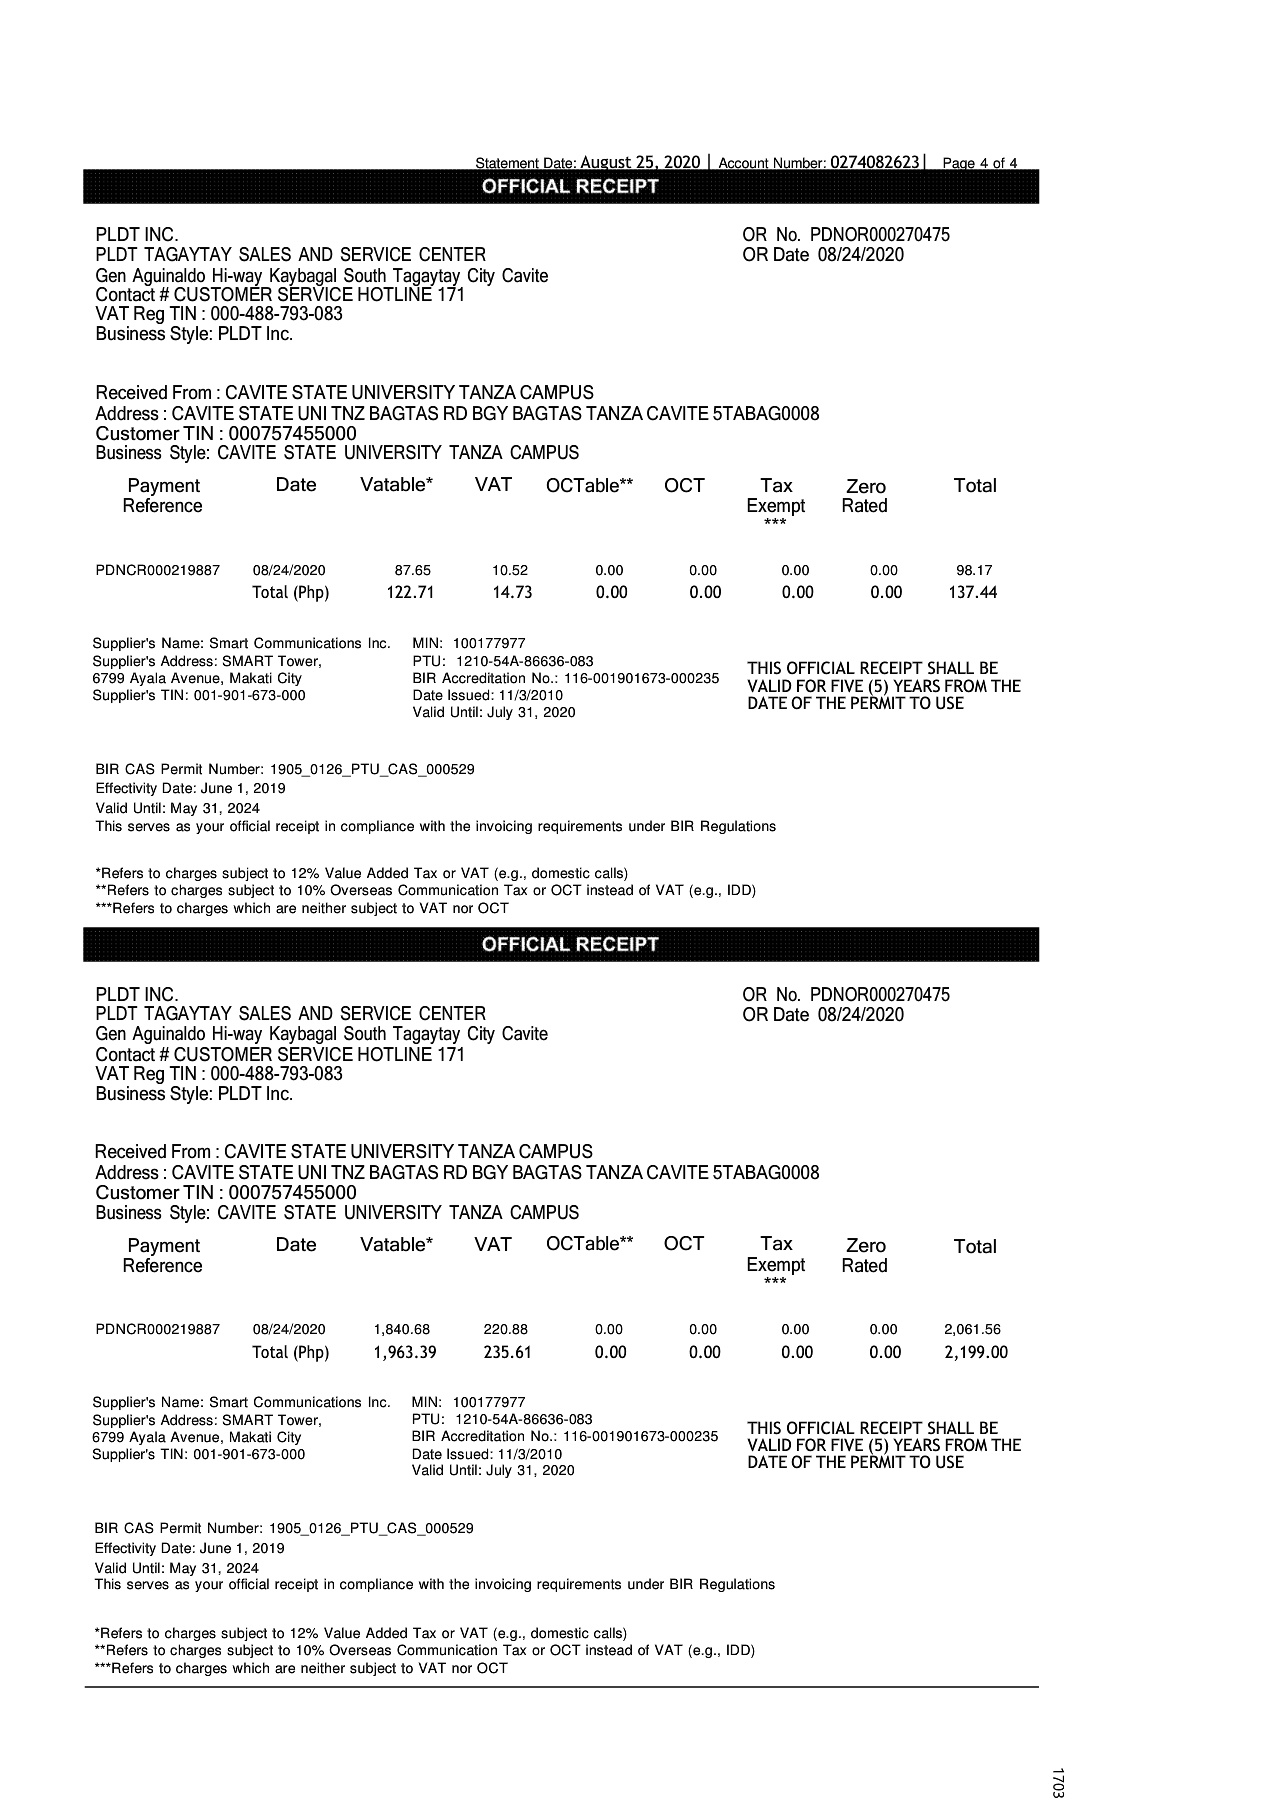 Statement Date: August 25, 2020 | Account Number: 0274082623| Page 4 of 4
OFFICIAL RECEIPT
PLDT INC. OR No. PDNOR000270475
PLDT TAGAYTAY SALES AND SERVICE CENTER OR Date 08/24/2020
Gen Aguinaldo Hi-way Kaybagal South Tagaytay City Cavite
Contact # CUSTOMER SERVICE HOTLINE 171
VAT Reg TIN : 000-488-793-083
Business Style: PLDT Inc.
Received From : CAVITE STATE UNIVERSITY TANZA CAMPUS
Address : CAVITE STATE UNI TNZ BAGTAS RD BGY BAGTAS TANZA CAVITE 5TABAG0008
Customer TIN : 000757455000
Business Style: CAVITE STATE UNIVERSITY TANZA CAMPUS
Payment Date Vatable* VAT OCTable** OCT Tax Zero Total
Reference Exempt Rated
***
PDNCR000219887 08/24/2020 87.65 10.52 0.00 0.00 0.00 0.00 98.17
Total (Php) 122.71 14.73 0.00 0.00 0.00 0.00 137.44
Supplier's Name: Smart Communications Inc. MIN: 100177977
Supplier's Address: SMART Tower, PTU: 1210-54A-86636-083 THIS OFFICIAL RECEIPT SHALL BE
6799 Ayala Avenue, Makati City BIR Accreditation No.: 116-001901673-000235 VALID FOR FIVE (5) YEARS FROM THE
Supplier's TIN: 001-901-673-000 Date Issued: 11/3/2010 DATE OF THE PERMIT TO USE
Valid Until: July 31, 2020
BIR CAS Permit Number: 1905_0126_PTU_CAS_000529
Effectivity Date: June 1, 2019
Valid Until: May 31, 2024
This serves as your official receipt in compliance with the invoicing requirements under BIR Regulations
*Refers to charges subject to 12% Value Added Tax or VAT (e.g., domestic calls)
**Refers to charges subject to 10% Overseas Communication Tax or OCT instead of VAT (e.g., IDD)
***Refers to charges which are neither subject to VAT nor OCT
OFFICIAL RECEIPT
PLDT INC. OR No. PDNOR000270475
PLDT TAGAYTAY SALES AND SERVICE CENTER OR Date 08/24/2020
Gen Aguinaldo Hi-way Kaybagal South Tagaytay City Cavite
Contact # CUSTOMER SERVICE HOTLINE 171
VAT Reg TIN : 000-488-793-083
Business Style: PLDT Inc.
Received From : CAVITE STATE UNIVERSITY TANZA CAMPUS
Address : CAVITE STATE UNI TNZ BAGTAS RD BGY BAGTAS TANZA CAVITE 5TABAG0008
Customer TIN : 000757455000
Business Style: CAVITE STATE UNIVERSITY TANZA CAMPUS
Payment Date Vatable* VAT OCTable** OCT Tax Zero Total
Reference Exempt Rated
***
PDNCR000219887 08/24/2020 1,840.68 220.88 0.00 0.00 0.00 0.00 2,061.56
Total (Php) 1,963.39 235.61 0.00 0.00 0.00 0.00 2,199.00
Supplier's Name: Smart Communications Inc. MIN: 100177977
Supplier's Address: SMART Tower, PTU: 1210-54A-86636-083 THIS OFFICIAL RECEIPT SHALL BE
6799 Ayala Avenue, Makati City BIR Accreditation No.: 116-001901673-000235 VALID FOR FIVE (5) YEARS FROM THE
Supplier's TIN: 001-901-673-000 Date Issued: 11/3/2010 DATE OF THE PERMIT TO USE
Valid Until: July 31, 2020
BIR CAS Permit Number: 1905_0126_PTU_CAS_000529
Effectivity Date: June 1, 2019
Valid Until: May 31, 2024
This serves as your official receipt in compliance with the invoicing requirements under BIR Regulations
*Refers to charges subject to 12% Value Added Tax or VAT (e.g., domestic calls)
**Refers to charges subject to 10% Overseas Communication Tax or OCT instead of VAT (e.g., IDD)
***Refers to charges which are neither subject to VAT nor OCT
1703